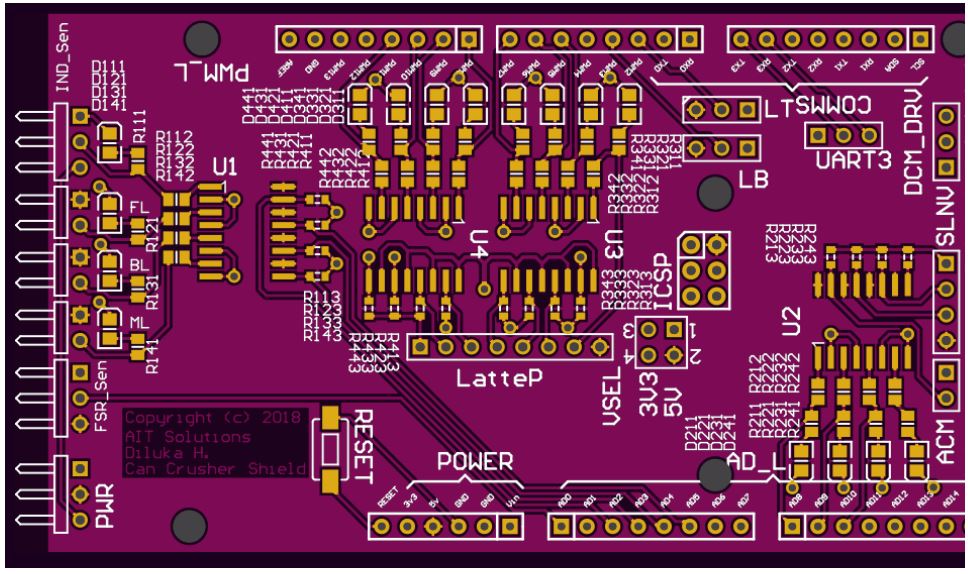 IND_Sen
D111
D121
D131
D141
R111
R112
R122
R132
R142
U1
FL
R121
BL
R131
ML
R141
FSR_Sen
PWR
PWM_L
AREF
GND
PWM13
PWM12
PWM11
PWM10
PWM9
PWM8
PWM7
PWM6
PWM5
PWM4
PWM3
PWM2
TX0
RX0
TX3
RX3
TX2
RX2
TX1
RX1
SDA
SCL
COMMS
D441
D431
D421
D411
D341
D331
D321
D311
R441
R431
R421
R411
R442
R432
R422
R412
R341
R331
R321
R311
R342
R332
R322
R312
U4
U3
LT
LB
UART3
DCM_DRV
SLNV
ICSP
R113
R123
R133
R143
R443
R433
R423
R413
R343
R333
R323
R313
LatteP
VSEL
3 1
4 2
3V3
5V
R213
R223
R233
R243
U2
R212
R222
R232
R242
R211
R221
R231
R241
D211
D221
D231
D241
ACM
Copyright (c) 2018
AIT Solutions
Diluka H.
Can Crusher Shield
RESET
POWER
AD_L
RESET
3v3
5v
GND
GND
Vin
AD0
AD1
AD2
AD3
AD4
AD5
AD6
AD7
AD8
AD9
AD10
AD11
AD12
AD13
AD14